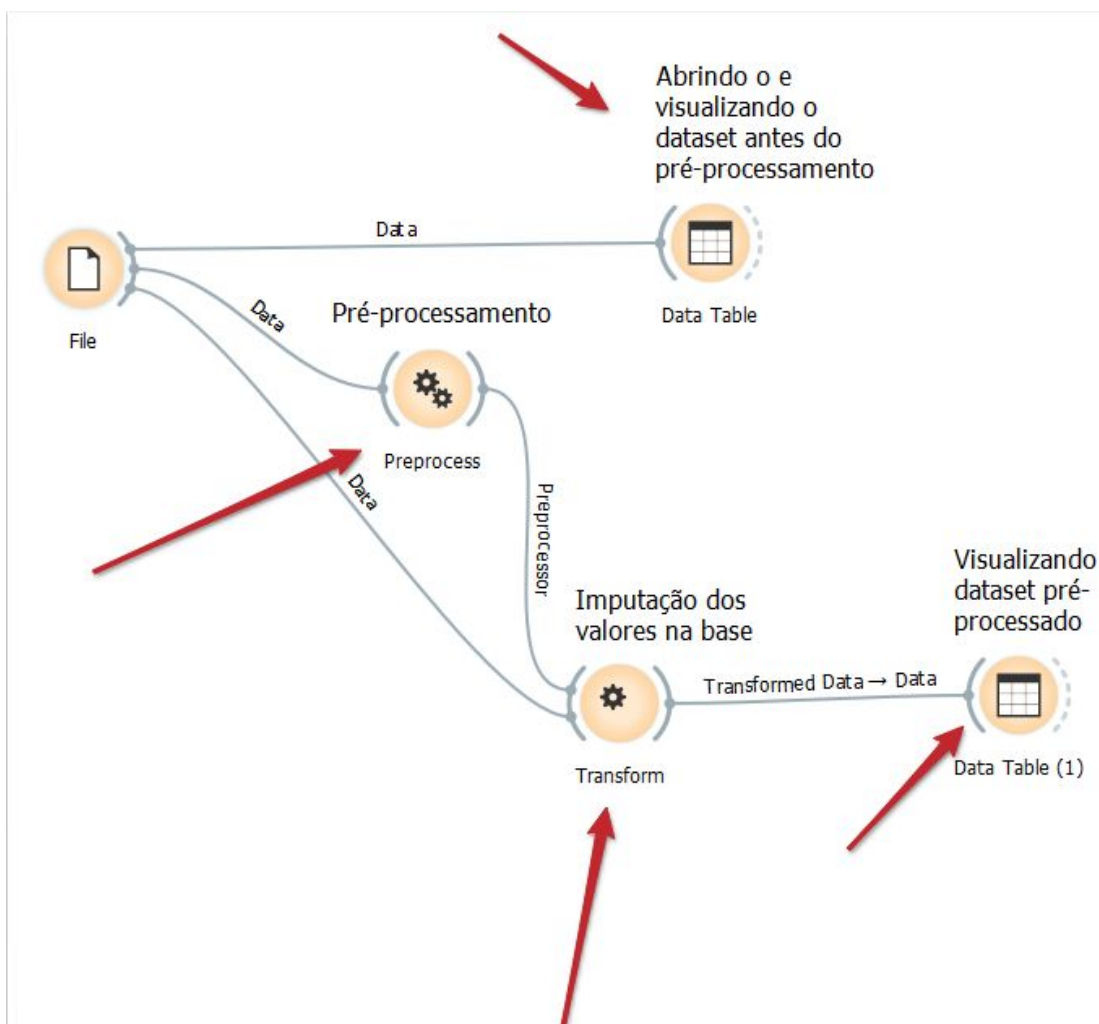 Abrindo o e
visualizando o
dataset antes do
pré-processamento
Data
File
Data Table
Data
Pré-processamento
Preprocess
Data
Preprocessor
Imputação dos
valores na base
Transform
Transformed Data → Data
Visualizando
dataset pré-
processado
Data Table (1)